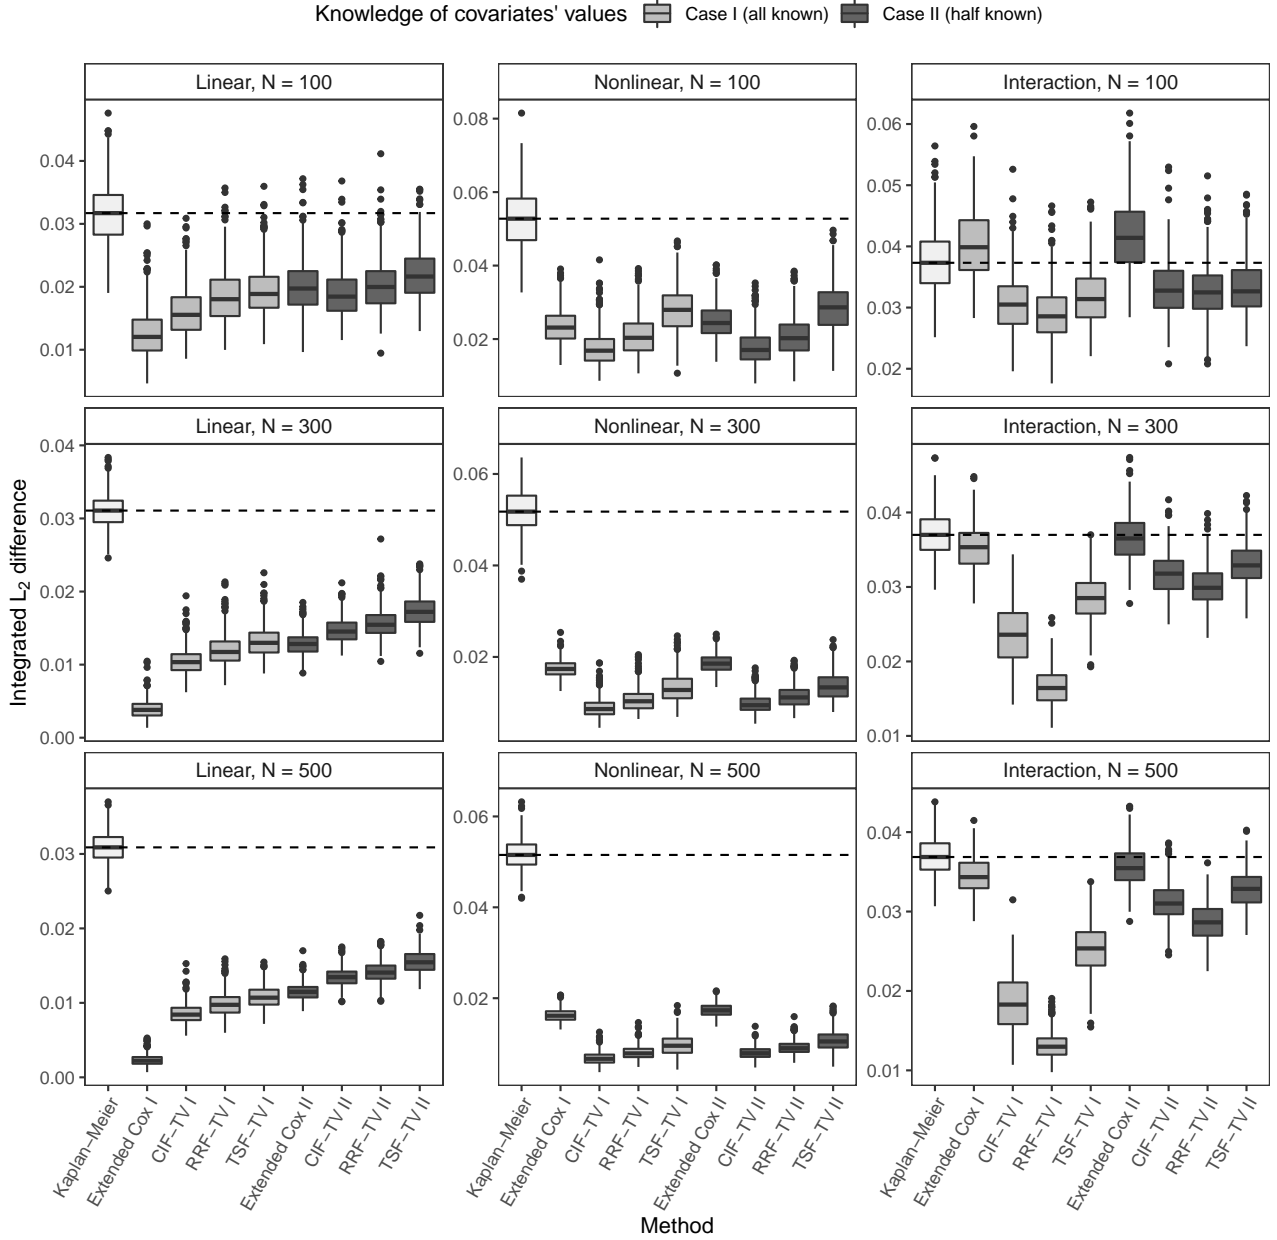 Knowledge of covariates' values Case I (all known) Case II (half known)
Linear, N = 100
Nonlinear, N = 100
Interaction, N = 100
0.04
0.03
0.02
0.01
0.08
0.06
0.04
0.02
0.06
0.05
0.04
0.03
0.02
Linear, N = 300
Nonlinear, N = 300
Interaction, N = 300
0.04
0.03
0.02
0.01
0.00
0.06
0.04
0.02
0.04
0.03
0.02
0.01
Linear, N = 500
Nonlinear, N = 500
Interaction, N = 500
0.03
0.02
0.01
0.00
0.06
0.04
0.02
0.04
0.03
0.02
0.01
Integrated L₂ difference
Kaplan−Meier
Extended Cox I
CIF−TV I
RRF−TV I
TSF−TV I
Extended Cox II
CIF−TV II
RRF−TV II
TSF−TV II
Kaplan−Meier
Extended Cox I
CIF−TV I
RRF−TV I
TSF−TV I
Extended Cox II
CIF−TV II
RRF−TV II
TSF−TV II
Kaplan−Meier
Extended Cox I
CIF−TV I
RRF−TV I
TSF−TV I
Extended Cox II
CIF−TV II
RRF−TV II
TSF−TV II
Method